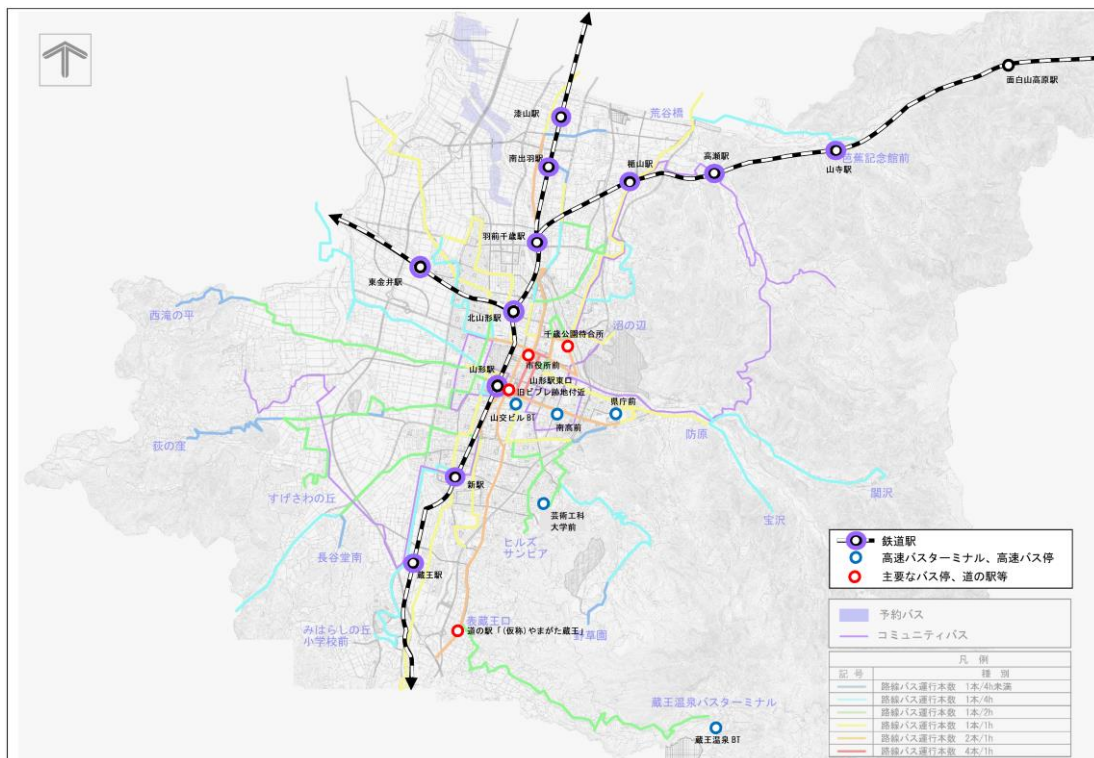 面白山高原駅
漆山駅
荒谷橋
南出羽駅
楯山駅
高瀬駅
芭蕉記念館前
山寺駅
羽前千歳駅
東金井駅
西滝の平
北山形駅
沼の辺
千歳公園待合所
市役所前
山形駅
山形駅東口
旧ビブレ跡地付近
山交ビル BT
県庁前
南高前
防原
荻の窪
新駅
すげさわの丘
関沢
宝沢
芸術工科
大学前
ヒルズ
サンピア
長谷堂南
蔵王駅
みはらしの丘
小学校前
表蔵王口
道の駅「(仮称)やまがた蔵王」
野草園
蔵王温泉バスターミナル
蔵王温泉 BT
鉄道駅
高速バスターミナル、高速バス停
主要なバス停、道の駅等
予約バス
コミュニティバス
凡 例
記 号 種 別
路線バス運行本数 1本/4h未満
路線バス運行本数 1本/4h
路線バス運行本数 1本/2h
路線バス運行本数 1本/1h
路線バス運行本数 2本/1h
路線バス運行本数 4本/1h